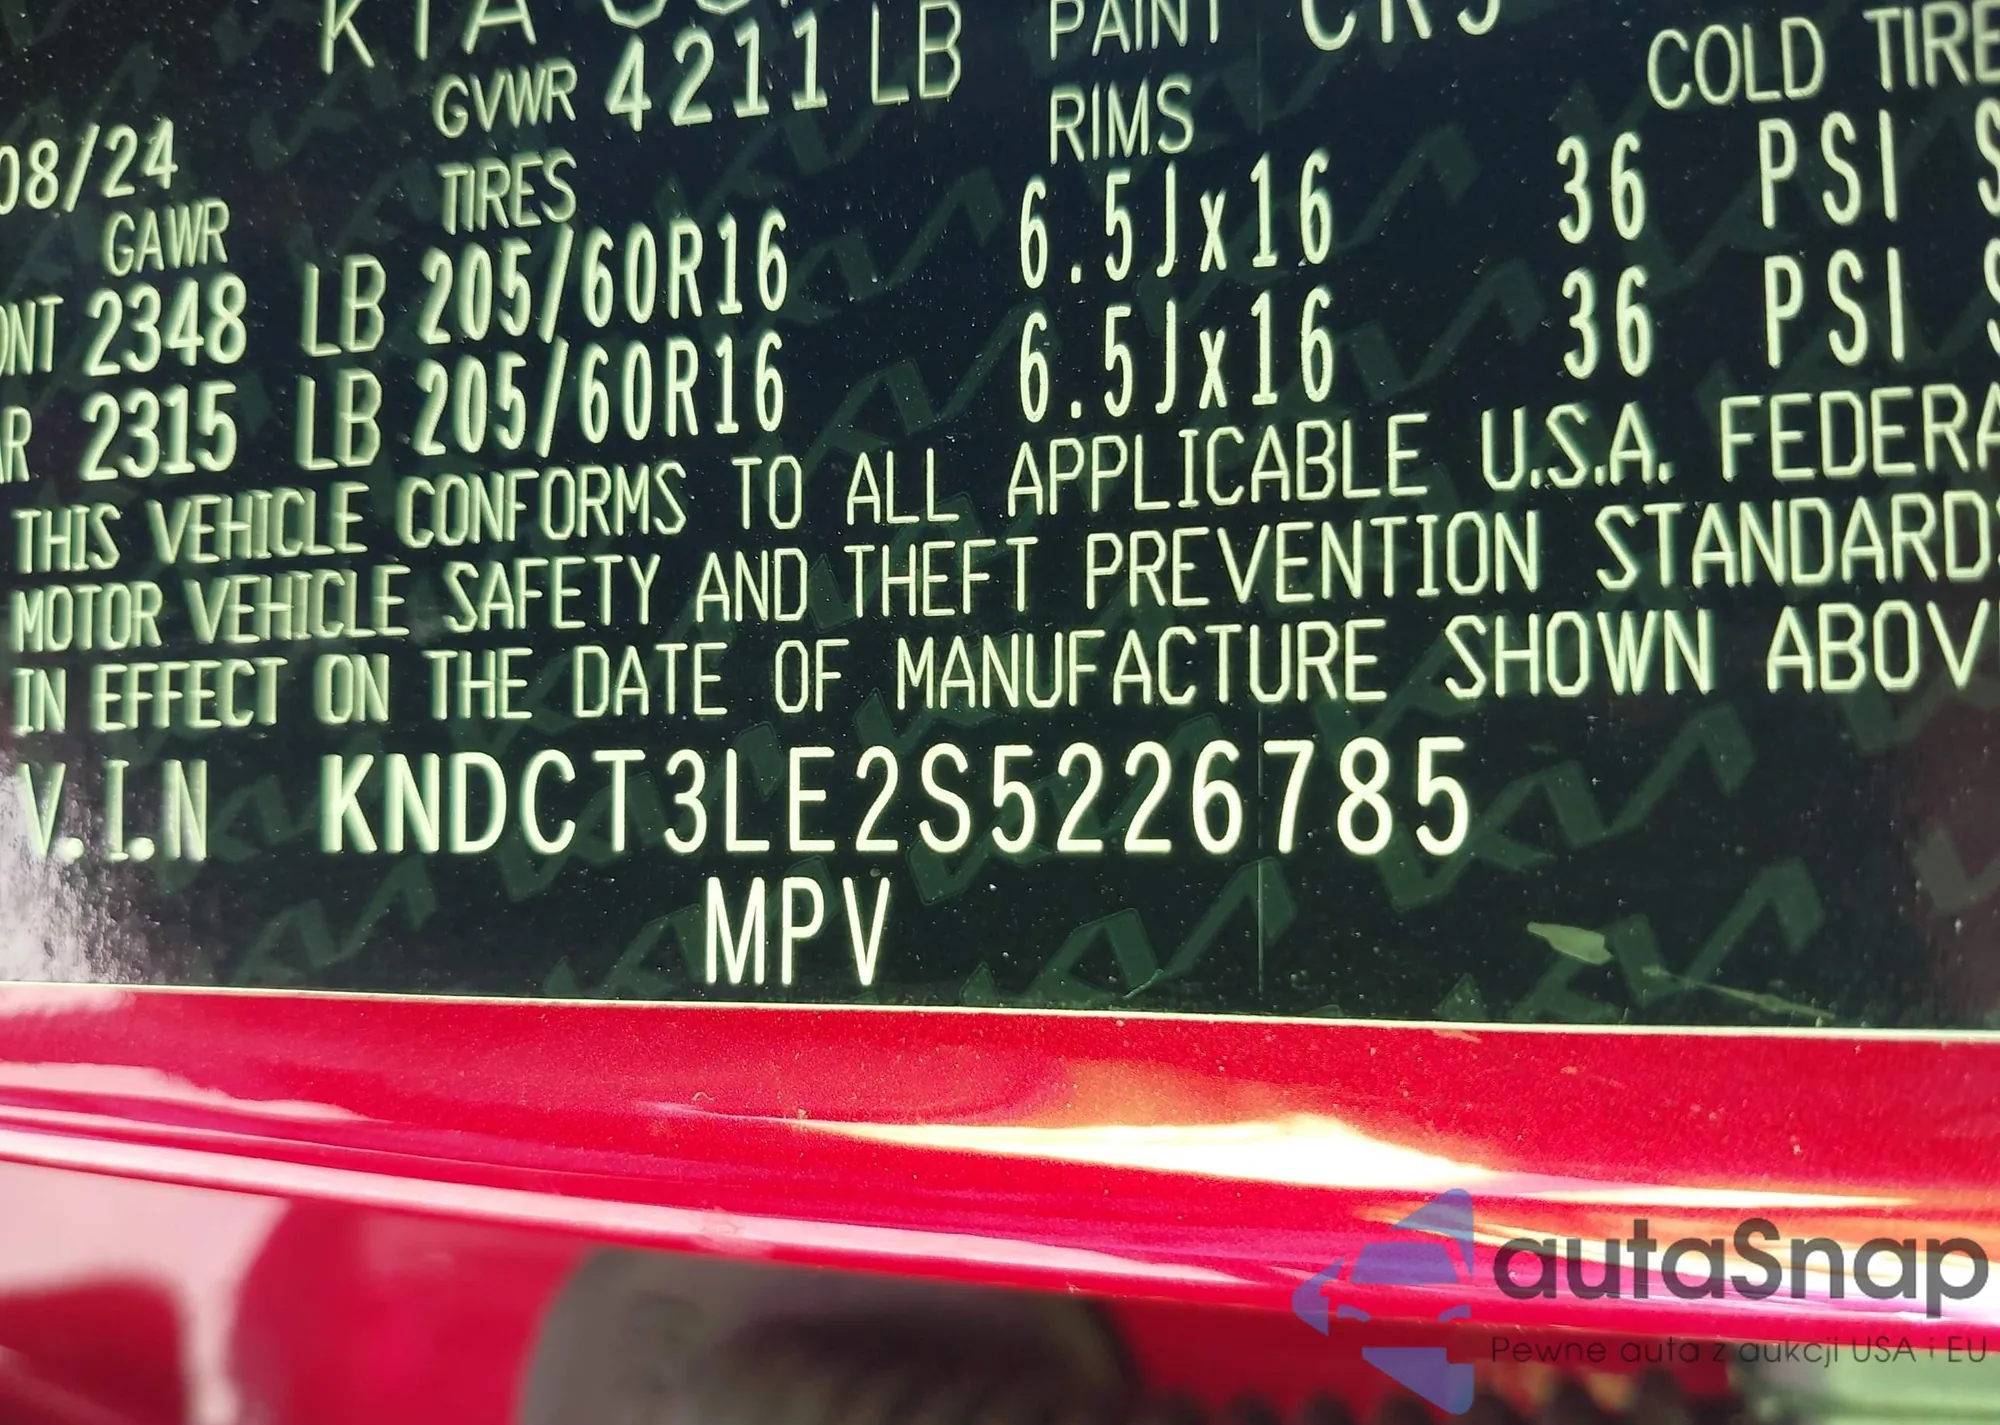 GVWR 4211 LB PAINT CR5
08/24 RIMS COLD TIRE
GAWR TIRES
2348 LB 205/60R16 6.5Jx16 36 PSI
2315 LB 205/60R16 6.5Jx16 36 PSI
THIS VEHICLE CONFORMS TO ALL APPLICABLE U.S.A. FEDERA
MOTOR VEHICLE SAFETY AND THEFT PREVENTION STANDARDS
IN EFFECT ON THE DATE OF MANUFACTURE SHOWN ABOV
V.I.N KNDCT3LE2S5226785
MPV
autaSnap
Pewne auta z aukcji USA i EU